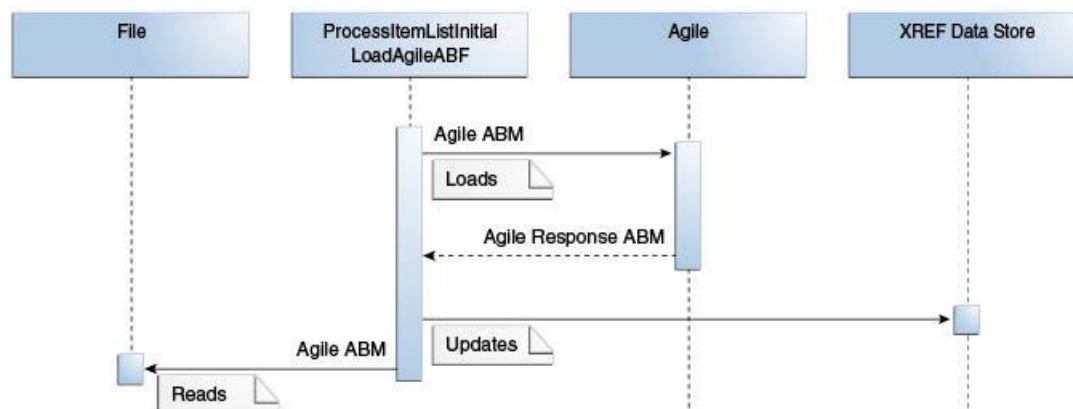 File
ProcessItemListInitial
LoadAgileABF
Agile
XREF Data Store
Agile ABM
Loads
Agile Response ABM
Updates
Agile ABM
Reads